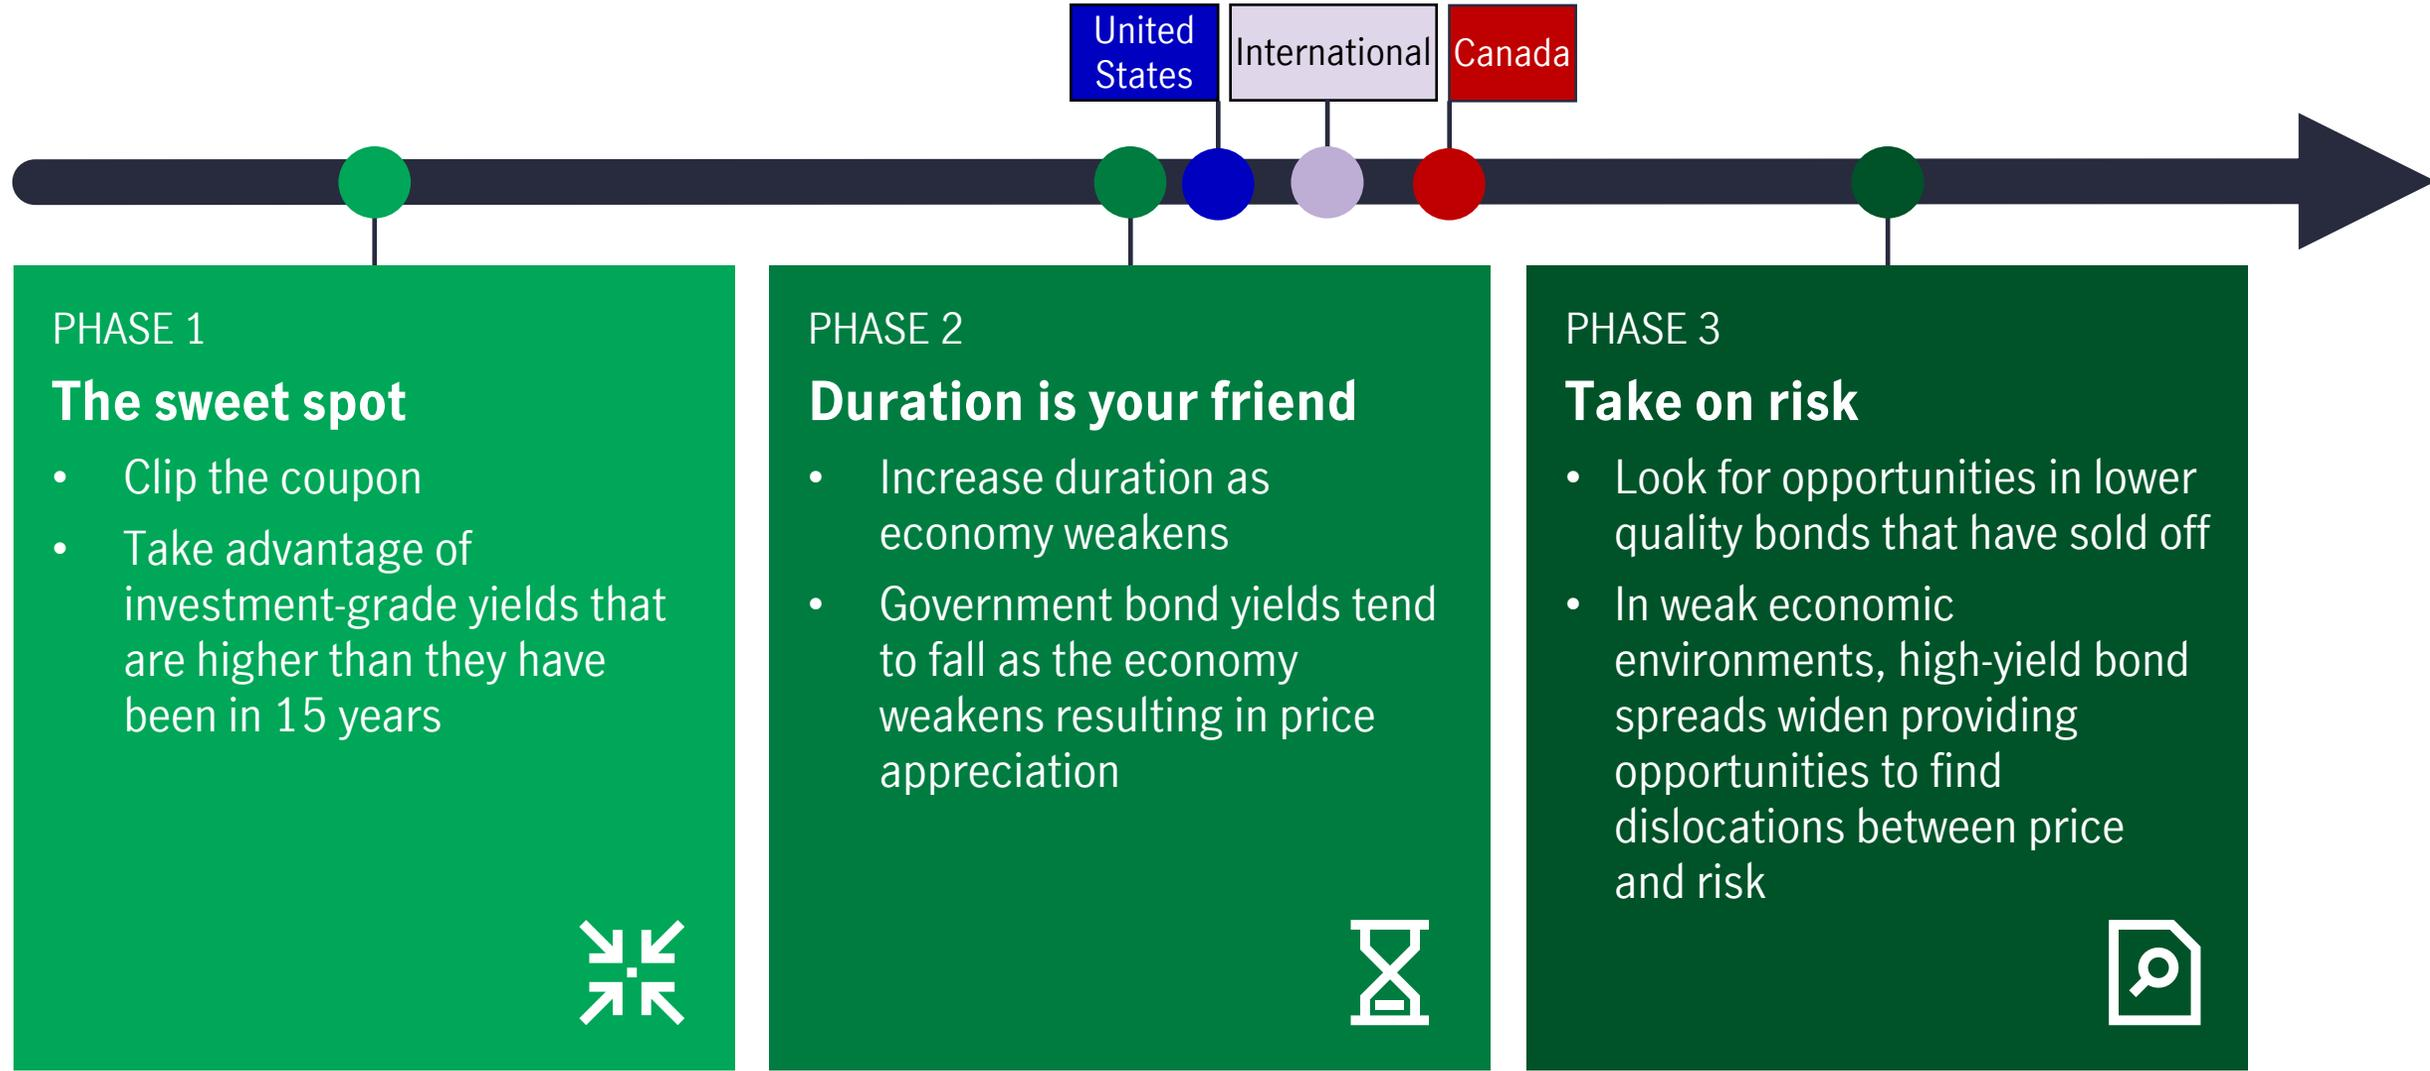 United
States
International
Canada
PHASE 1
The sweet spot
• Clip the coupon
• Take advantage of
investment-grade yields that
are higher than they have
been in 15 years
PHASE 2
Duration is your friend
• Increase duration as
economy weakens
• Government bond yields tend
to fall as the economy
weakens resulting in price
appreciation
PHASE 3
Take on risk
• Look for opportunities in lower
quality bonds that have sold off
• In weak economic
environments, high-yield bond
spreads widen providing
opportunities to find
dislocations between price
and risk